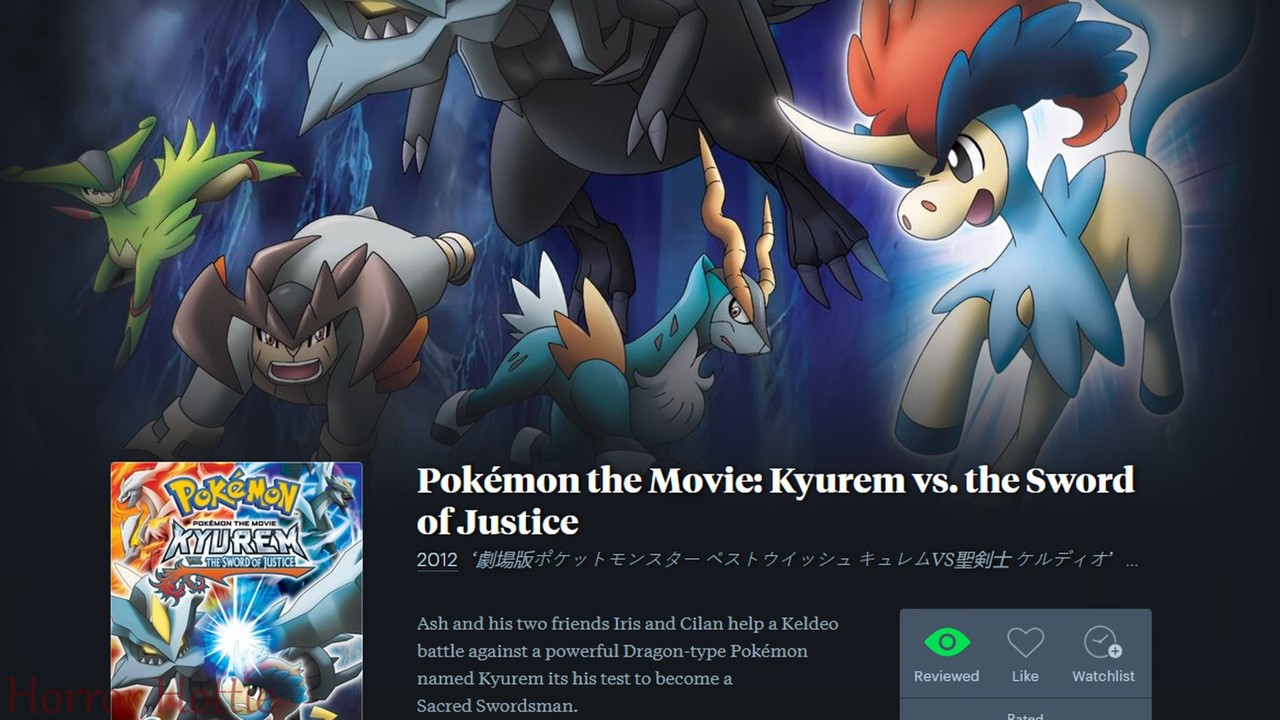 Pokémon the Movie: Kyurem vs. the Sword
of Justice
2012 ‘劇場版ポケットモンスター ベストウイッシュ キュレムVS聖剣士 ケルディオ’ ...
POKéMON
POKÉMON THE MOVIE
KYUREM
VS. THE SWORD OF JUSTICE
Ash and his two friends Iris and Cilan help a Keldeo
battle against a powerful Dragon-type Pokémon
named Kyurem its his test to become a
Sacred Swordsman.
Reviewed Like Watchlist
Rated
Horror Hottie